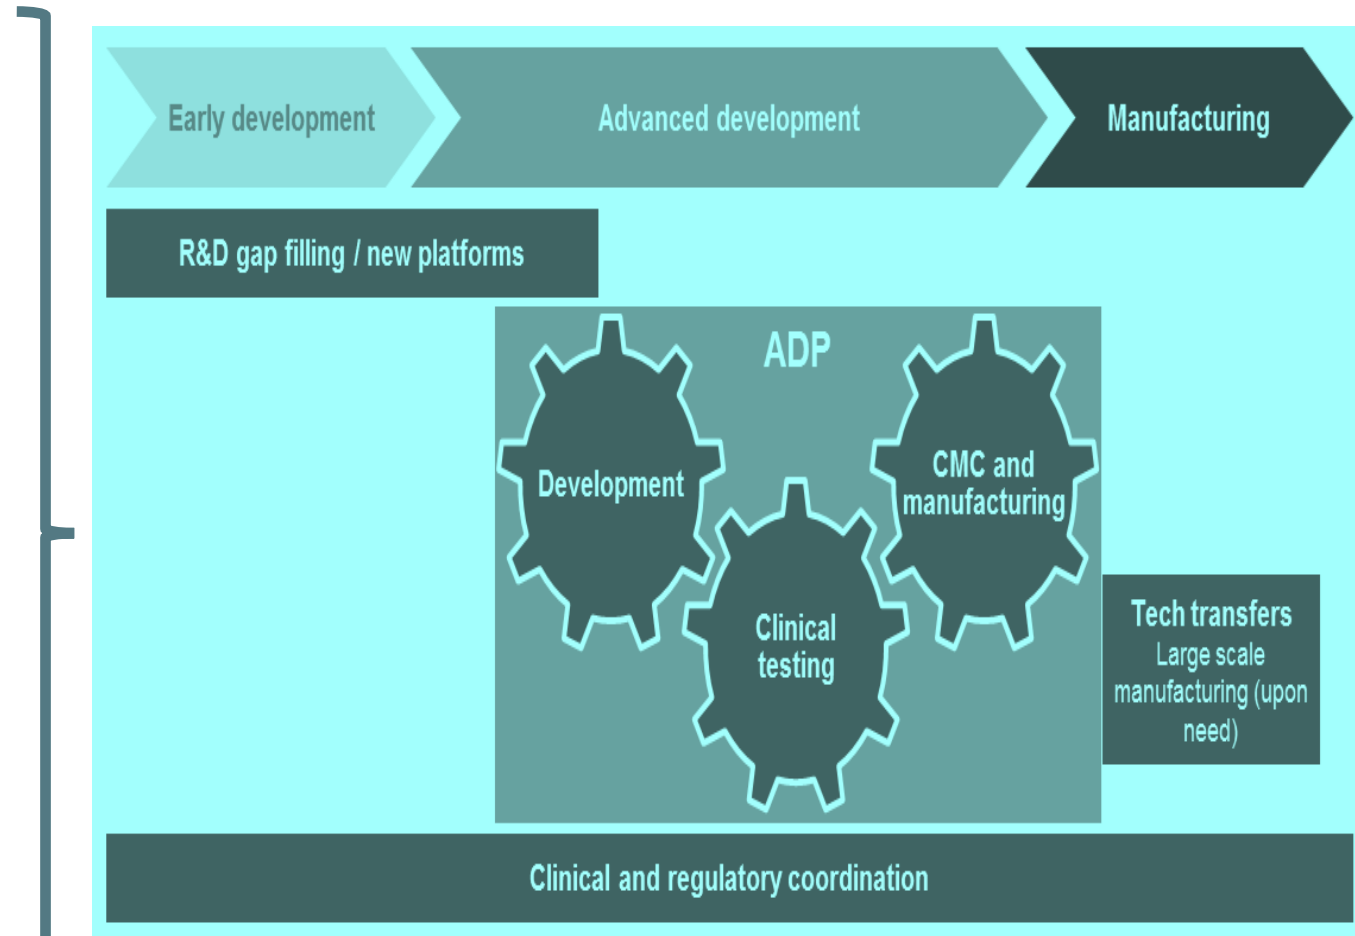 Early development
Advanced development
Manufacturing
R&D gap filling / new platforms
ADP
Development
CMC and
manufacturing
Clinical
testing
Tech transfers
Large scale
manufacturing (upon
need)
Clinical and regulatory coordination